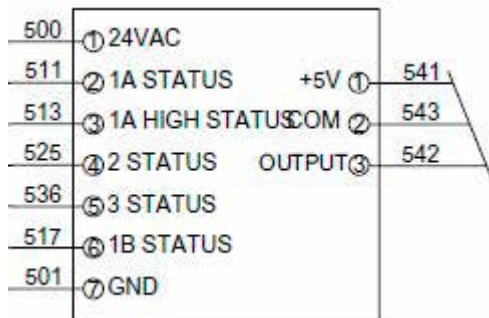 500 ① 24VAC
511 ② 1A STATUS +5V ① 541
513 ③ 1A HIGH STATUS COM ② 543
525 ④ 2 STATUS OUTPUT ③ 542
536 ⑤ 3 STATUS
517 ⑥ 1B STATUS
501 ⑦ GND